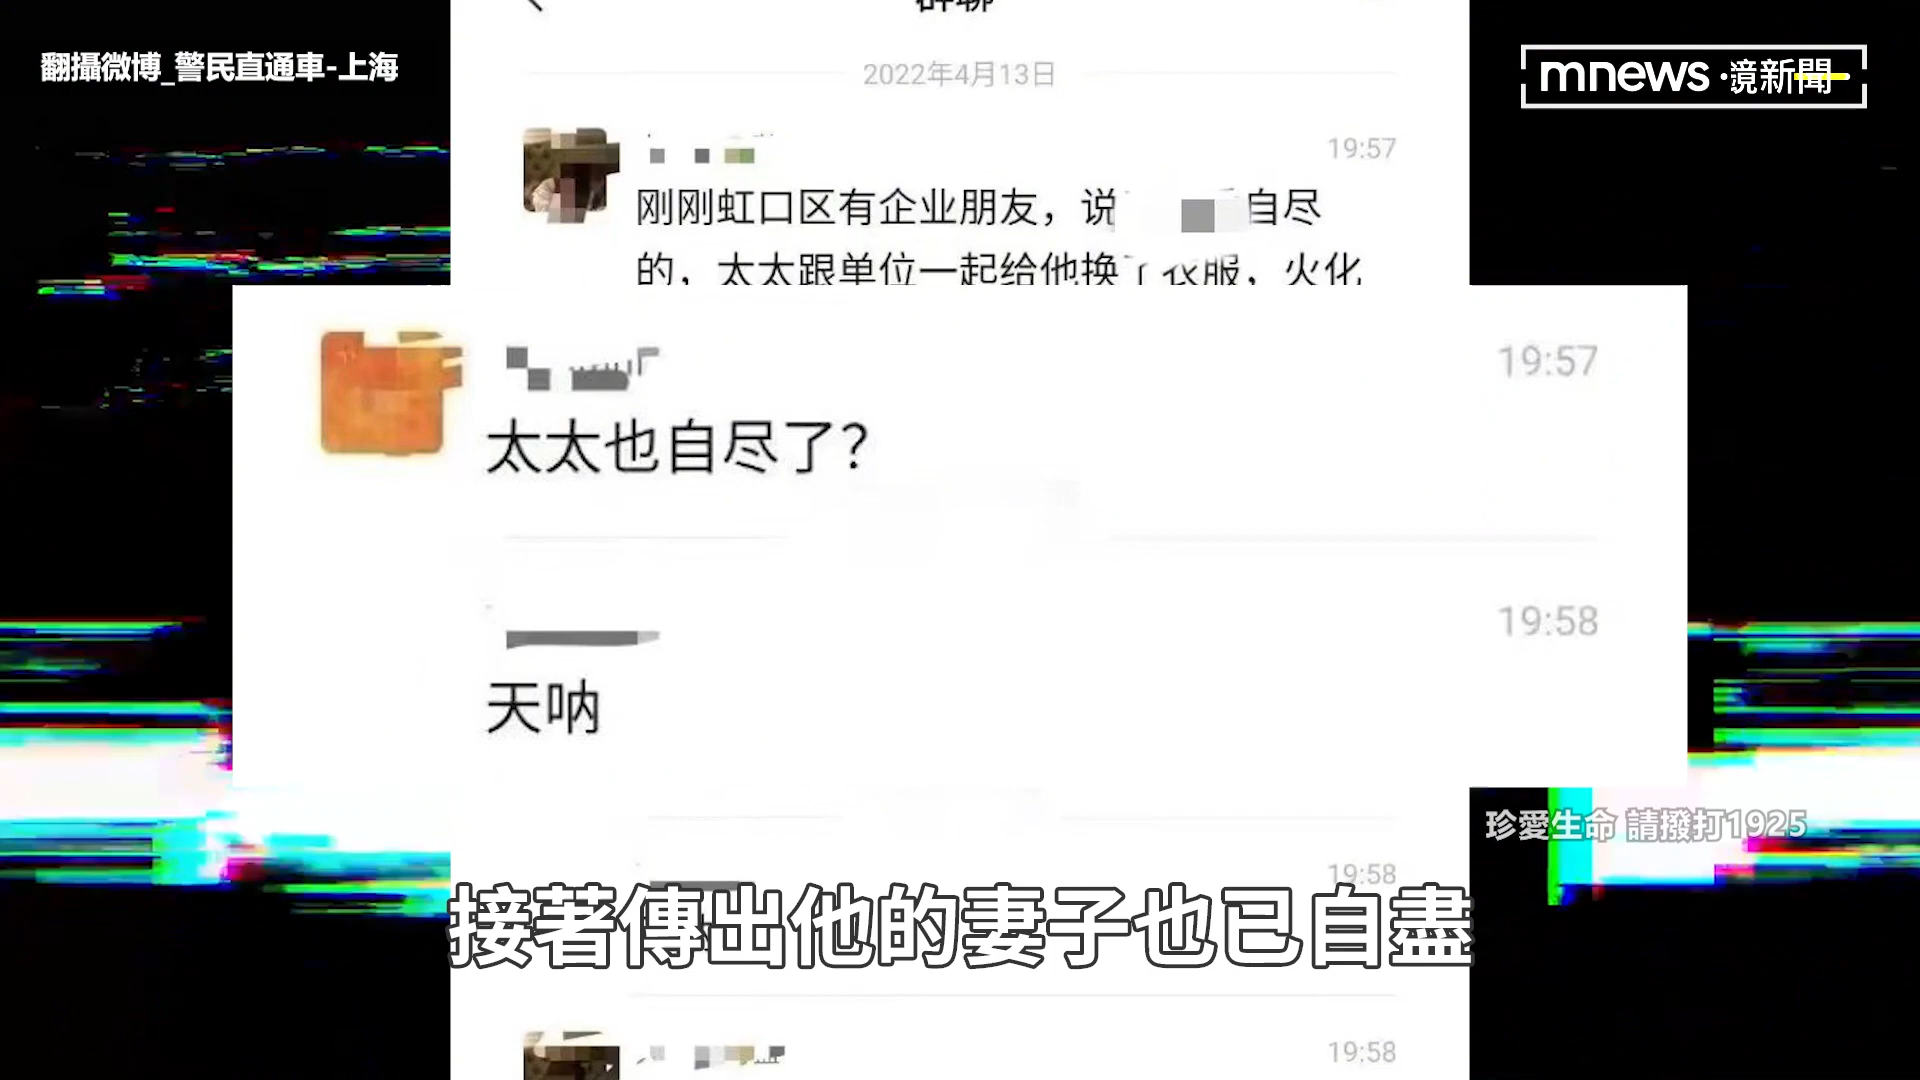 群聊
翻攝微博_警民直通車-上海
mnews 鏡新聞
2022年4月13日
19:57
刚刚虹口区有企业朋友，说 自尽
的，太太跟单位一起给他换了衣服，火化
19:57
太太也自尽了？
19:58
天呐
珍愛生命 請撥打1925
19:58
接著傳出他的妻子也已自盡
19:58